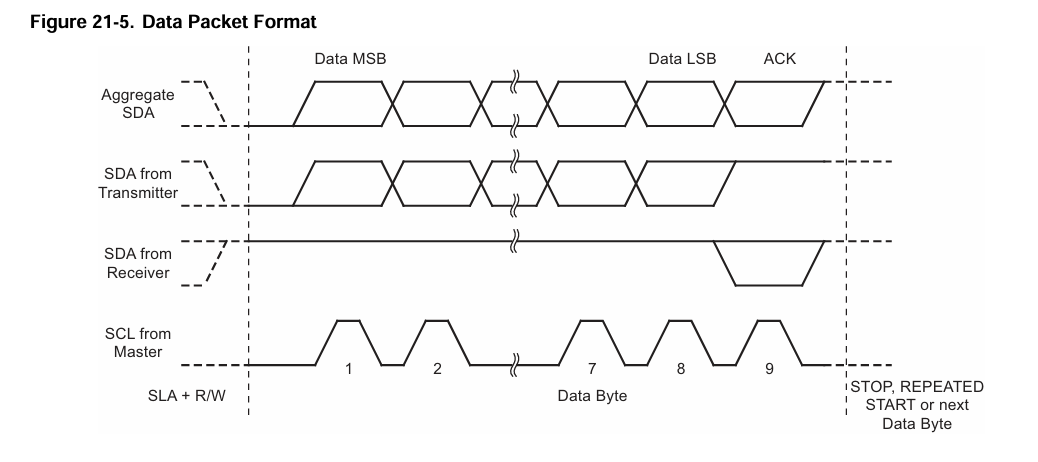 Figure 21-5. Data Packet Format
Data MSB
Data LSB
ACK
Aggregate
SDA
SDA from
Transmitter
SDA from
Receiver
SCL from
Master
1
2
7
8
9
SLA + R/W
Data Byte
STOP, REPEATED
START or next
Data Byte